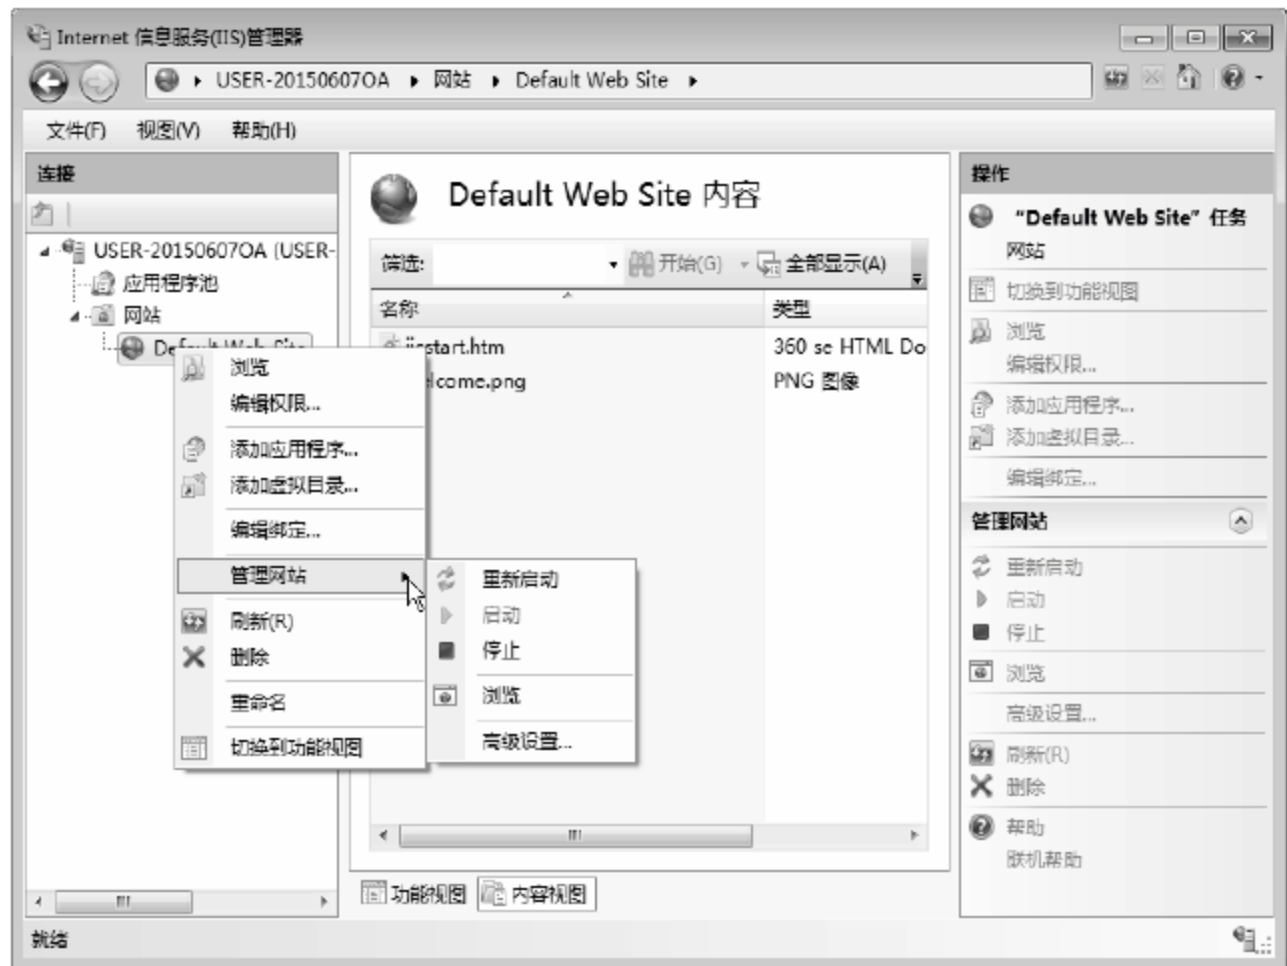 Internet 信息服务(IIS)管理器
USER-20150607OA 网站 Default Web Site
文件(F) 视图(V) 帮助(H)
连接
USER-20150607OA (USER-
应用程序池
网站
Default Web Site
浏览
编辑权限...
添加应用程序...
添加虚拟目录...
编辑绑定...
管理网站
刷新(R)
删除
重命名
切换到功能视图
重新启动
启动
停止
浏览
高级设置...
Default Web Site 内容
筛选: 开始(G) 全部显示(A)
名称 类型
iisstart.htm 360 se HTML Do
elcome.png PNG 图像
功能视图 内容视图
操作
“Default Web Site” 任务
网站
切换到功能视图
浏览
编辑权限...
添加应用程序...
添加虚拟目录...
编辑绑定...
管理网站
重新启动
启动
停止
浏览
高级设置...
刷新(R)
删除
帮助
联机帮助
就绪